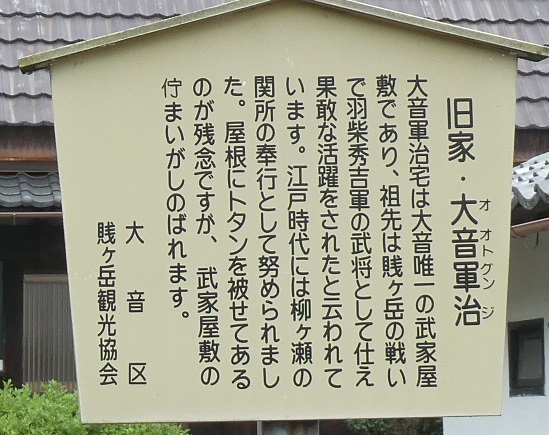 旧家・大音軍治
オオトグンジ
大音軍治宅は大音唯一の武家屋
敷であり、祖先は賤ヶ岳の戦い
で羽柴秀吉軍の武将として仕え
果敢な活躍をされたと云われて
います。江戸時代には柳ヶ瀬の
関所の奉行として努められまし
た。屋根にトタンを被せてある
のが残念ですが、武家屋敷の
佇まいがしのばれます。
大音区
賤ヶ岳観光協会